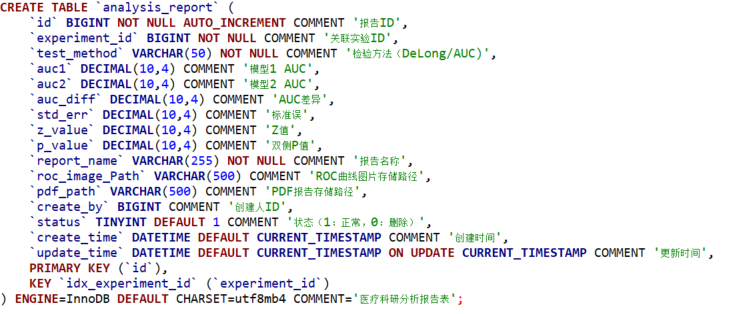 CREATE TABLE `analysis_report` (
`id` BIGINT NOT NULL AUTO_INCREMENT COMMENT '报告ID',
`experiment_id` BIGINT NOT NULL COMMENT '关联实验ID',
`test_method` VARCHAR(50) NOT NULL COMMENT '检验方法（DeLong/AUC)',
`auc1` DECIMAL(10,4) COMMENT '模型1 AUC',
`auc2` DECIMAL(10,4) COMMENT '模型2 AUC',
`auc_diff` DECIMAL(10,4) COMMENT 'AUC差异',
`std_err` DECIMAL(10,4) COMMENT '标准误',
`z_value` DECIMAL(10,4) COMMENT 'Z值',
`p_value` DECIMAL(10,4) COMMENT '双侧P值',
`report_name` VARCHAR(255) NOT NULL COMMENT '报告名称',
`roc_image_Path` VARCHAR(500) COMMENT 'ROC曲线图片存储路径',
`pdf_path` VARCHAR(500) COMMENT 'PDF报告存储路径',
`create_by` BIGINT COMMENT '创建人ID',
`status` TINYINT DEFAULT 1 COMMENT '状态（1：正常，0：删除）',
`create_time` DATETIME DEFAULT CURRENT_TIMESTAMP COMMENT '创建时间',
`update_time` DATETIME DEFAULT CURRENT_TIMESTAMP ON UPDATE CURRENT_TIMESTAMP COMMENT '更新时间',
PRIMARY KEY (`id`),
KEY `idx_experiment_id` (`experiment_id`)
) ENGINE=InnoDB DEFAULT CHARSET=utf8mb4 COMMENT='医疗科研分析报告表';